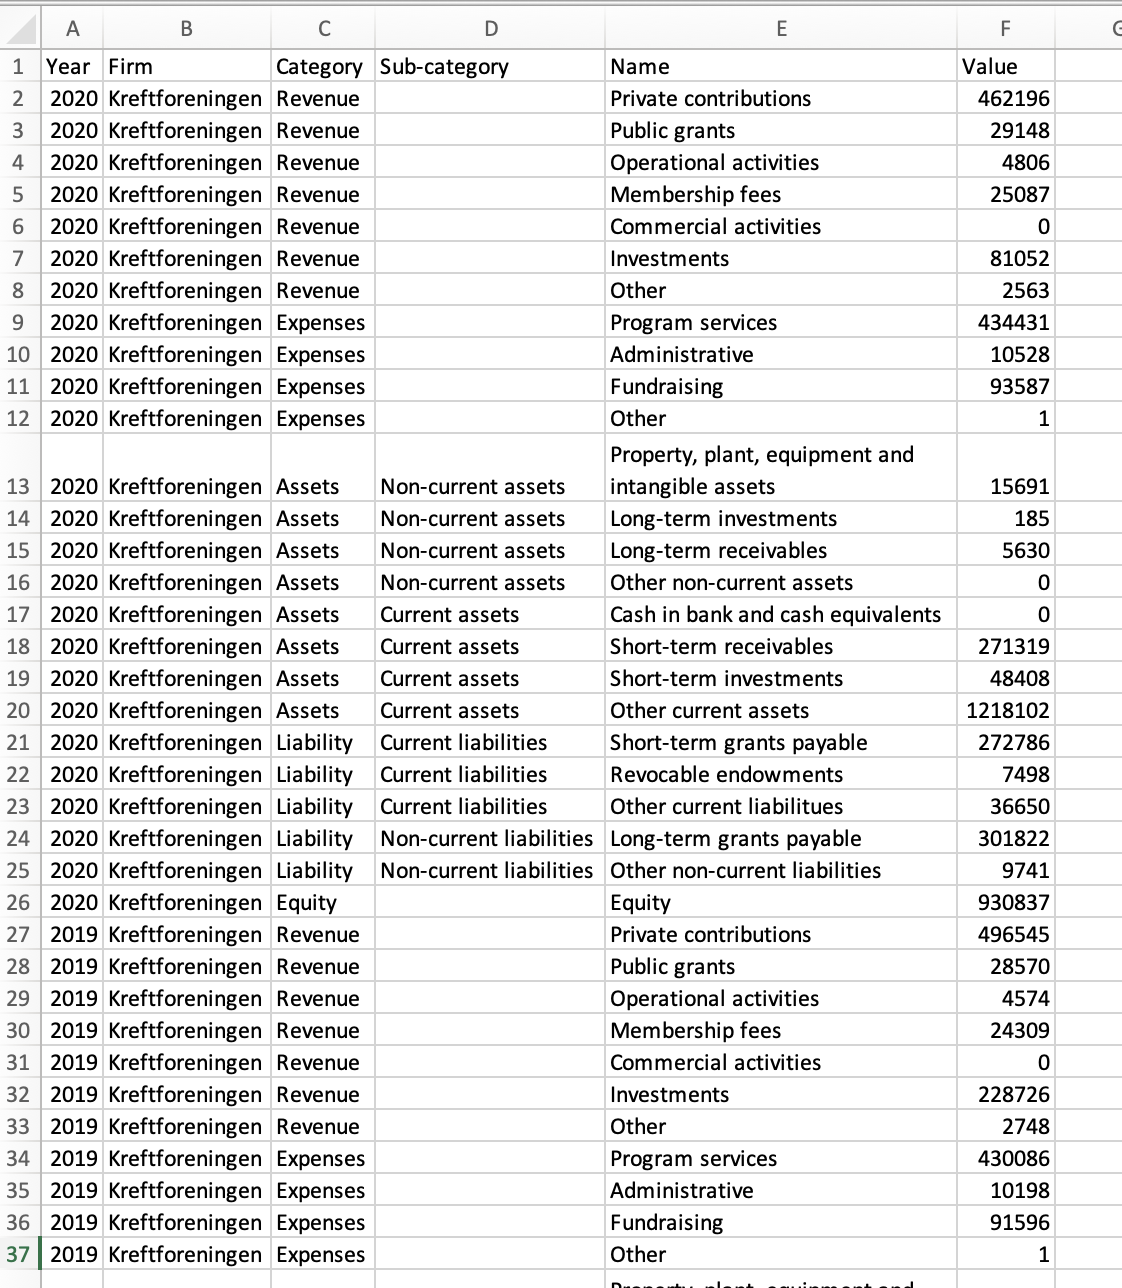 A B C D E F
1 Year Firm Category Sub-category Name Value
2 2020 Kreftforeningen Revenue Private contributions 462196
3 2020 Kreftforeningen Revenue Public grants 29148
4 2020 Kreftforeningen Revenue Operational activities 4806
5 2020 Kreftforeningen Revenue Membership fees 25087
6 2020 Kreftforeningen Revenue Commercial activities 0
7 2020 Kreftforeningen Revenue Investments 81052
8 2020 Kreftforeningen Revenue Other 2563
9 2020 Kreftforeningen Expenses Program services 434431
10 2020 Kreftforeningen Expenses Administrative 10528
11 2020 Kreftforeningen Expenses Fundraising 93587
12 2020 Kreftforeningen Expenses Other 1
Property, plant, equipment and
13 2020 Kreftforeningen Assets Non-current assets intangible assets 15691
14 2020 Kreftforeningen Assets Non-current assets Long-term investments 185
15 2020 Kreftforeningen Assets Non-current assets Long-term receivables 5630
16 2020 Kreftforeningen Assets Non-current assets Other non-current assets 0
17 2020 Kreftforeningen Assets Current assets Cash in bank and cash equivalents 0
18 2020 Kreftforeningen Assets Current assets Short-term receivables 271319
19 2020 Kreftforeningen Assets Current assets Short-term investments 48408
20 2020 Kreftforeningen Assets Current assets Other current assets 1218102
21 2020 Kreftforeningen Liability Current liabilities Short-term grants payable 272786
22 2020 Kreftforeningen Liability Current liabilities Revocable endowments 7498
23 2020 Kreftforeningen Liability Current liabilities Other current liabilitues 36650
24 2020 Kreftforeningen Liability Non-current liabilities Long-term grants payable 301822
25 2020 Kreftforeningen Liability Non-current liabilities Other non-current liabilities 9741
26 2020 Kreftforeningen Equity Equity 930837
27 2019 Kreftforeningen Revenue Private contributions 496545
28 2019 Kreftforeningen Revenue Public grants 28570
29 2019 Kreftforeningen Revenue Operational activities 4574
30 2019 Kreftforeningen Revenue Membership fees 24309
31 2019 Kreftforeningen Revenue Commercial activities 0
32 2019 Kreftforeningen Revenue Investments 228726
33 2019 Kreftforeningen Revenue Other 2748
34 2019 Kreftforeningen Expenses Program services 430086
35 2019 Kreftforeningen Expenses Administrative 10198
36 2019 Kreftforeningen Expenses Fundraising 91596
37 2019 Kreftforeningen Expenses Other 1